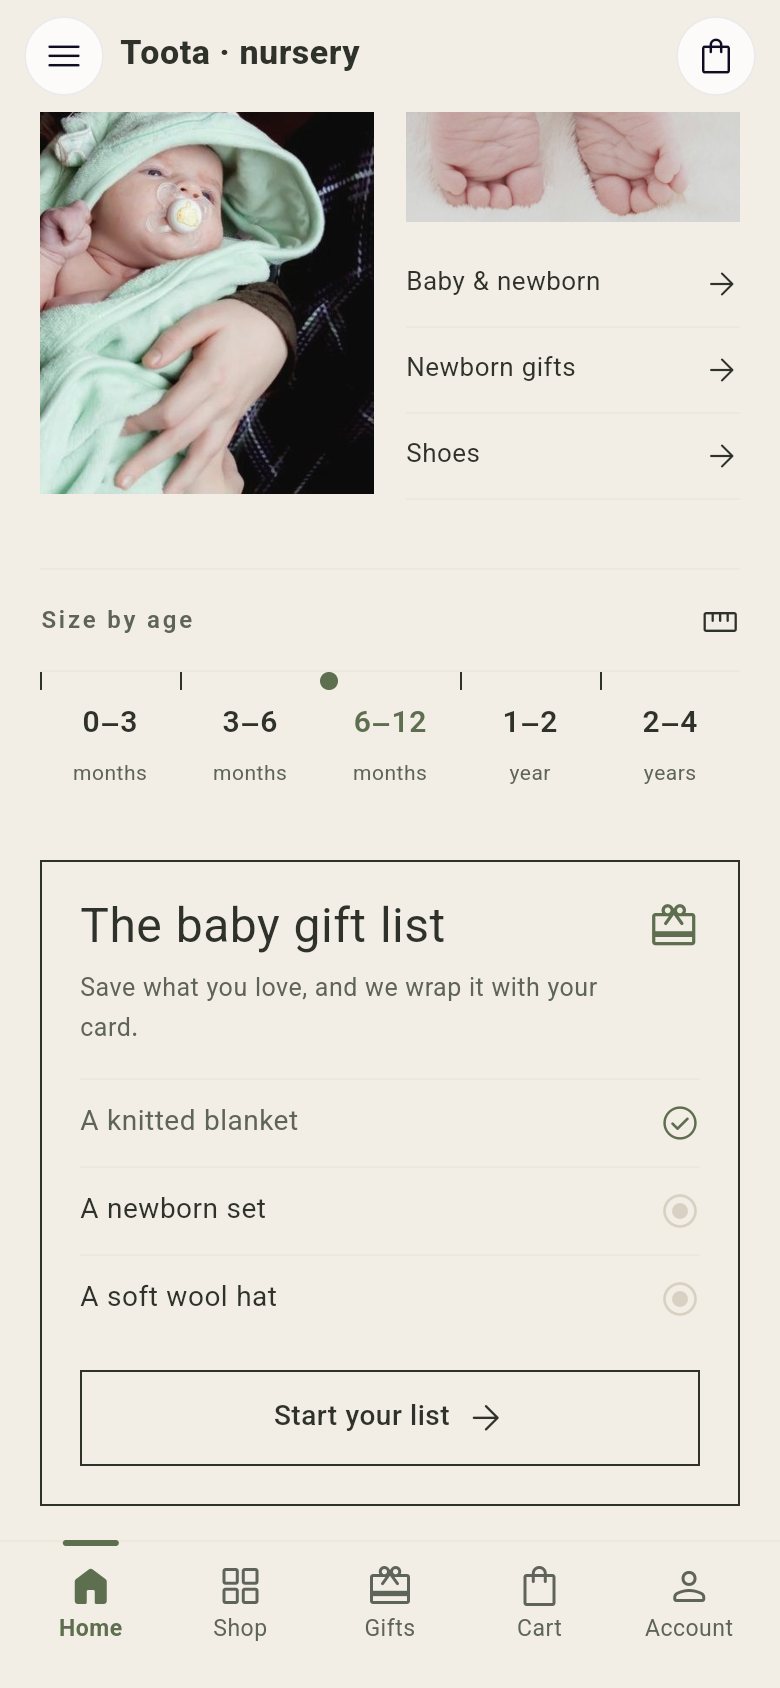 Toota · nursery
Baby & newborn
Newborn gifts
Shoes
Size by age
0–3
3–6
6–12
1–2
2–4
months
months
months
year
years
The baby gift list
Save what you love, and we wrap it with your
card.
A knitted blanket
A newborn set
A soft wool hat
Start your list
Home
Shop
Gifts
Cart
Account